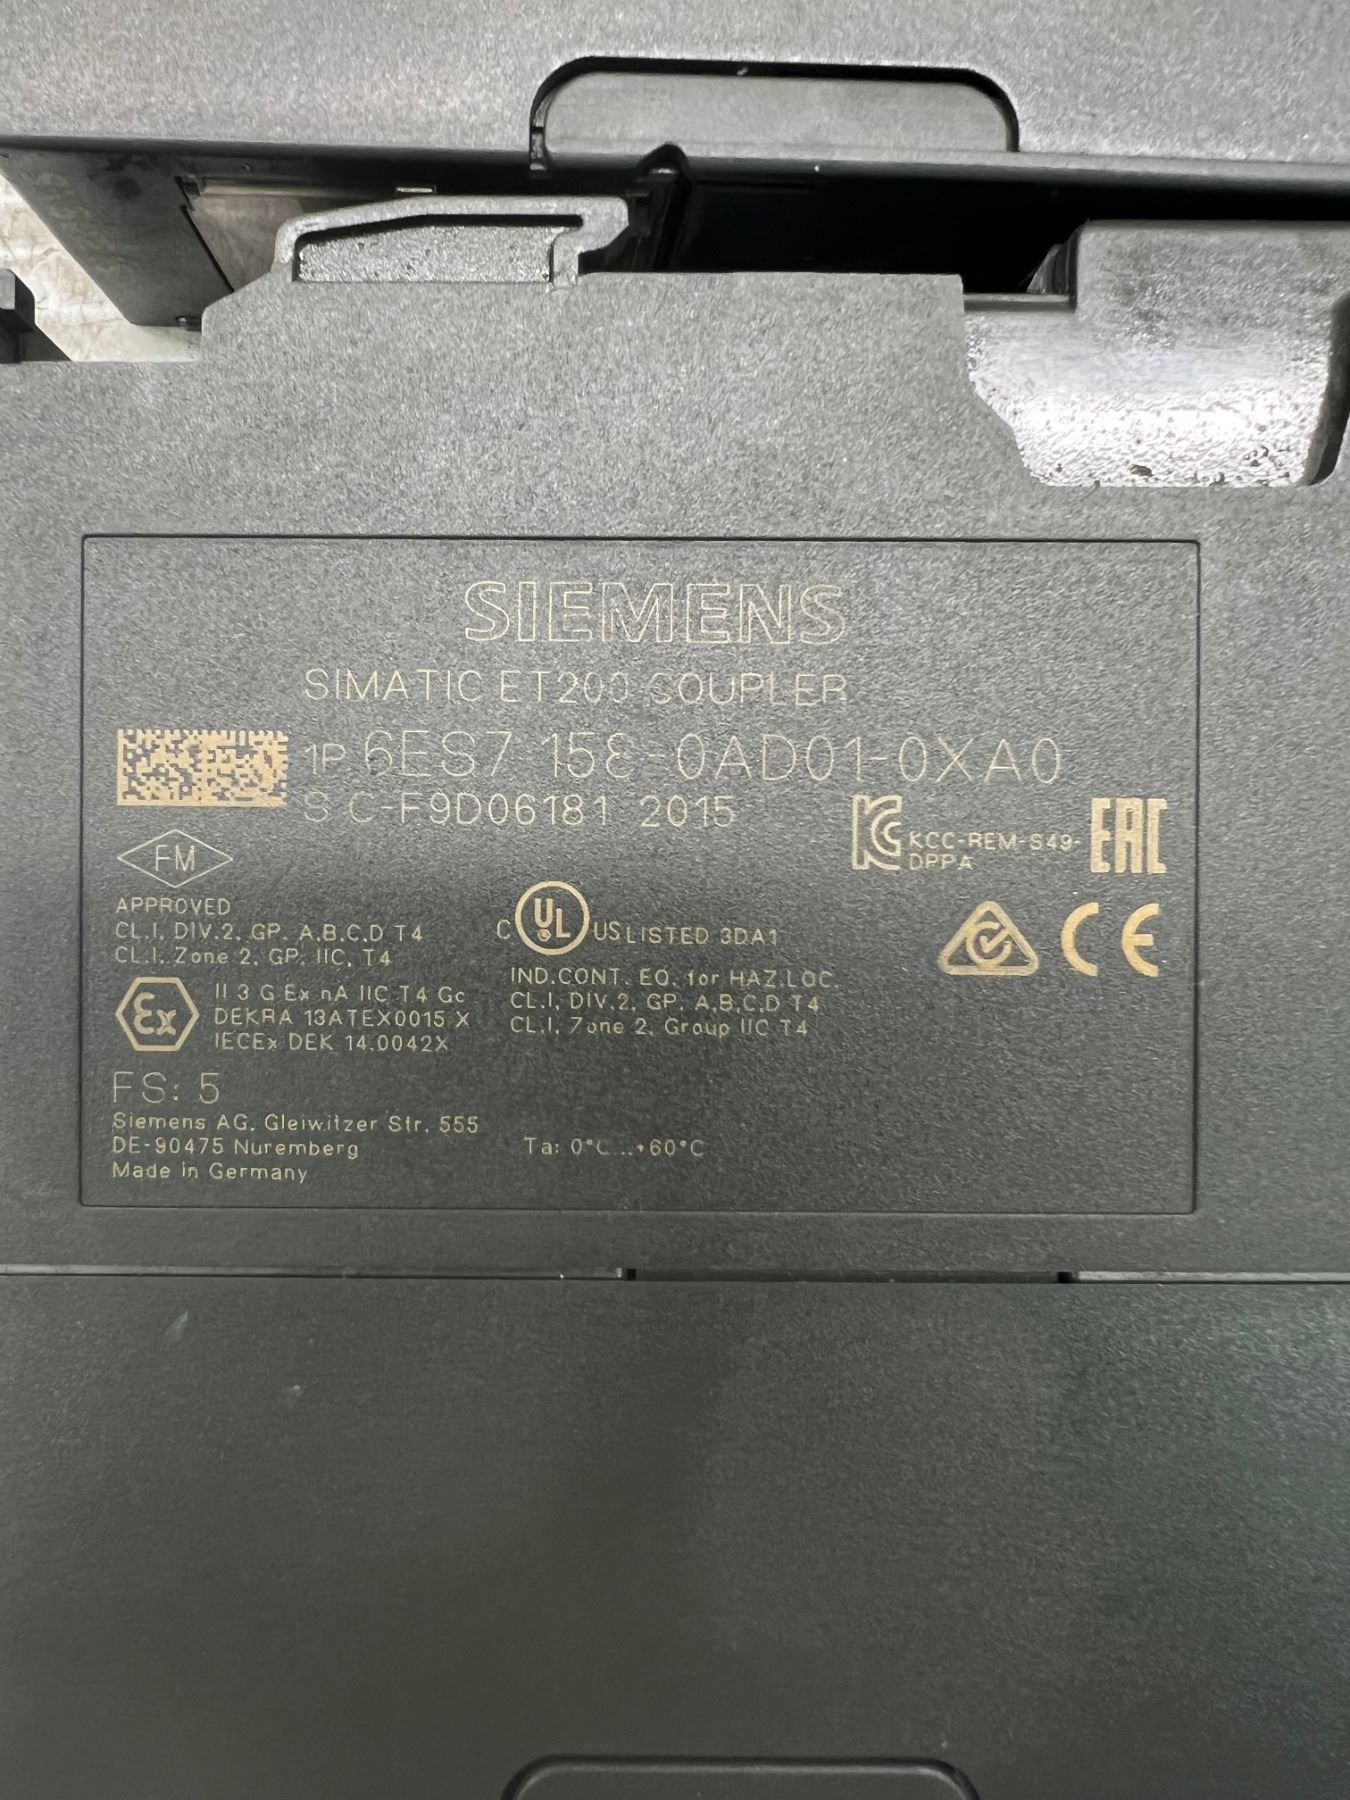 SIEMENS
SIMATIC ET200 COUPLER
1P 6ES7 158-0AD01-0XA0
S C-F9D06181 2015
KCC-REM-S49-
DPPA
EAC
FM
APPROVED
CL.I, DIV.2, GP. A,B,C,D T4
CL.I, Zone 2, GP. IIC, T4
C UL US LISTED 3DA1
IND.CONT. EQ. for HAZ.LOC.
CL.I, DIV.2, GP. A,B,C,D T4
CL.I, Zone 2, Group IIC T4
CE
Ex
II 3 G Ex nA IIC T4 Gc
DEKRA 13ATEX0015 X
IECEx DEK 14.0042X
FS: 5
Siemens AG, Gleiwitzer Str. 555
DE-90475 Nuremberg
Made in Germany
Ta: 0°C...+60°C